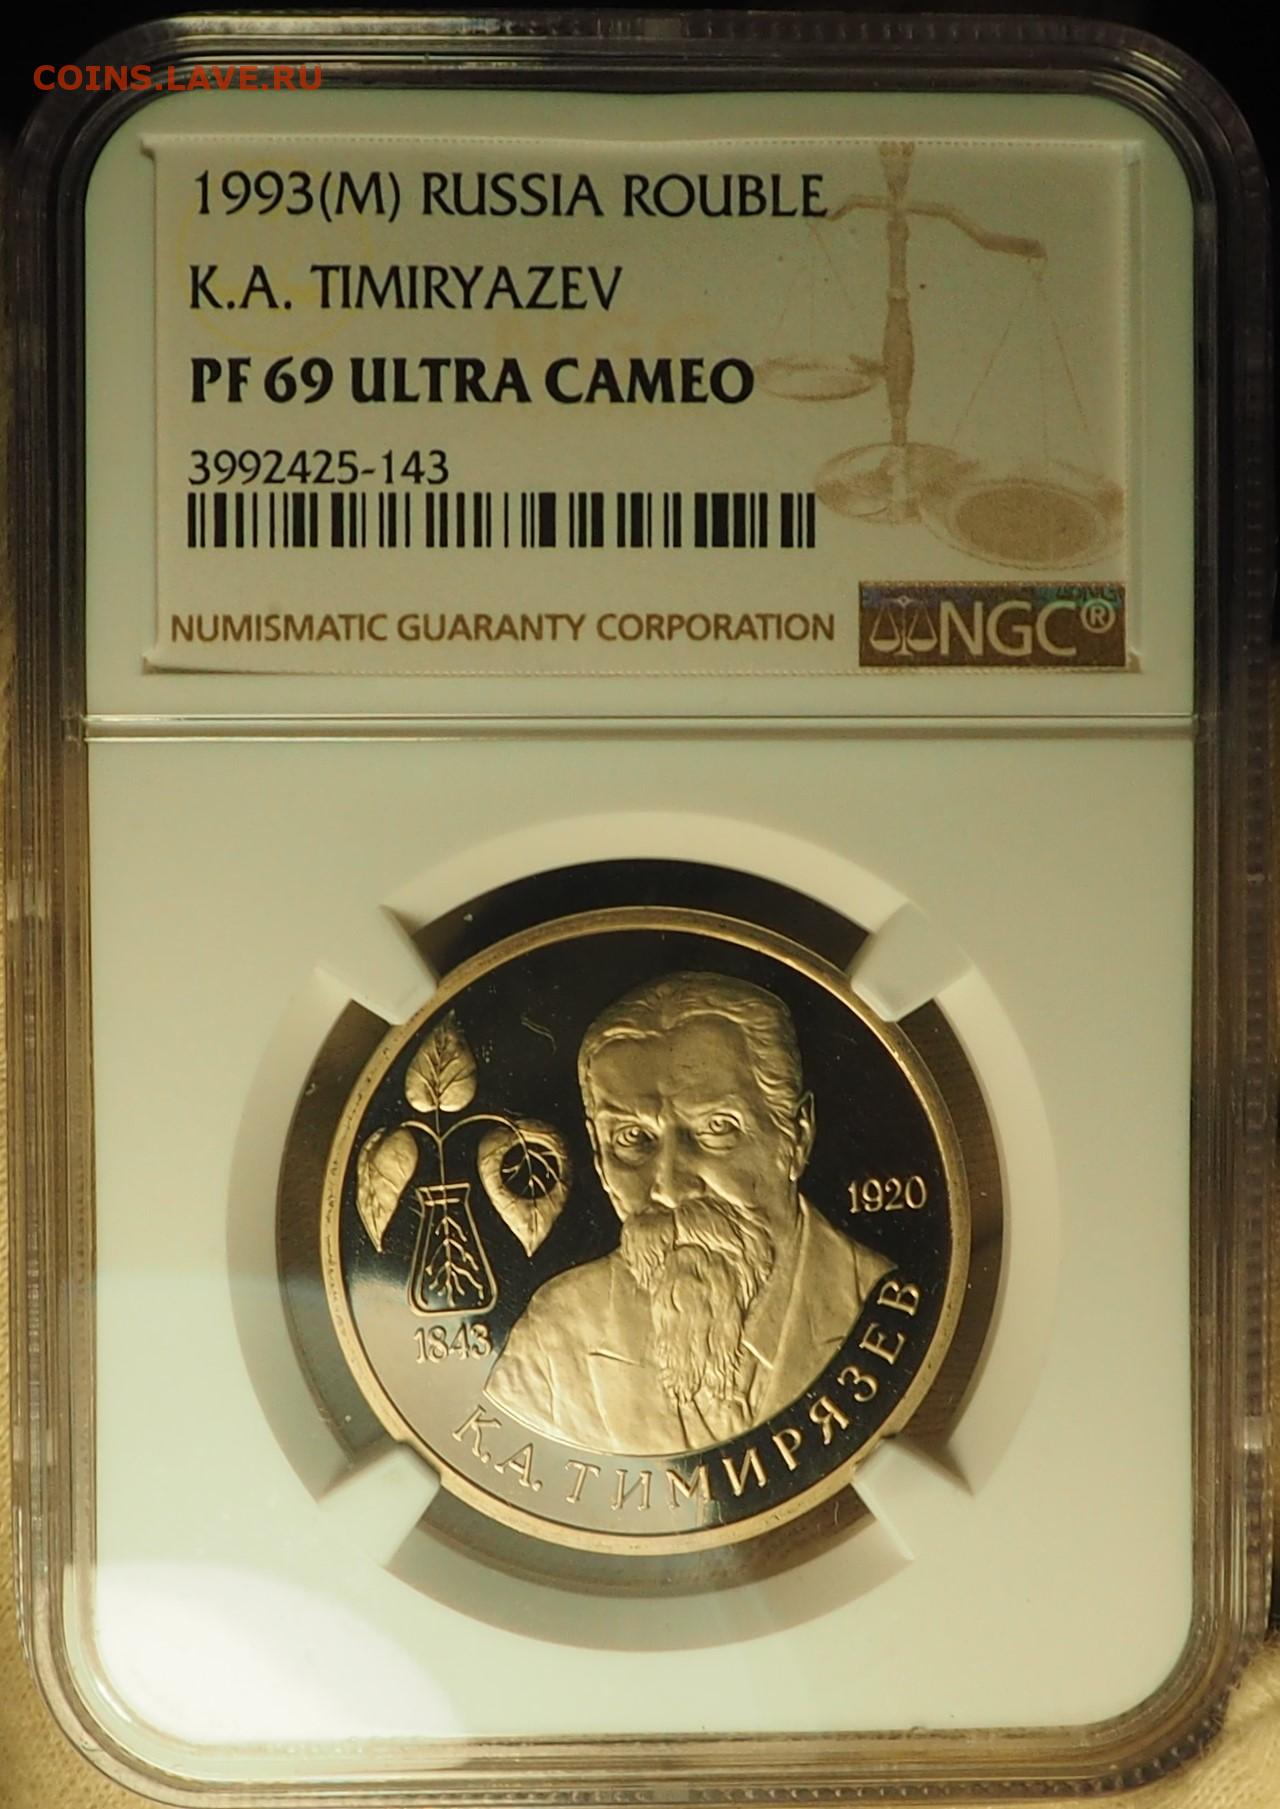 COINS.LAVE.RU
1993(M) RUSSIA ROUBLE
K.A. TIMIRYAZEV
PF 69 ULTRA CAMEO
3992425-143
NUMISMATIC GUARANTY CORPORATION
NGC®
1920
1843
К.А. ТИМИРЯЗЕВ